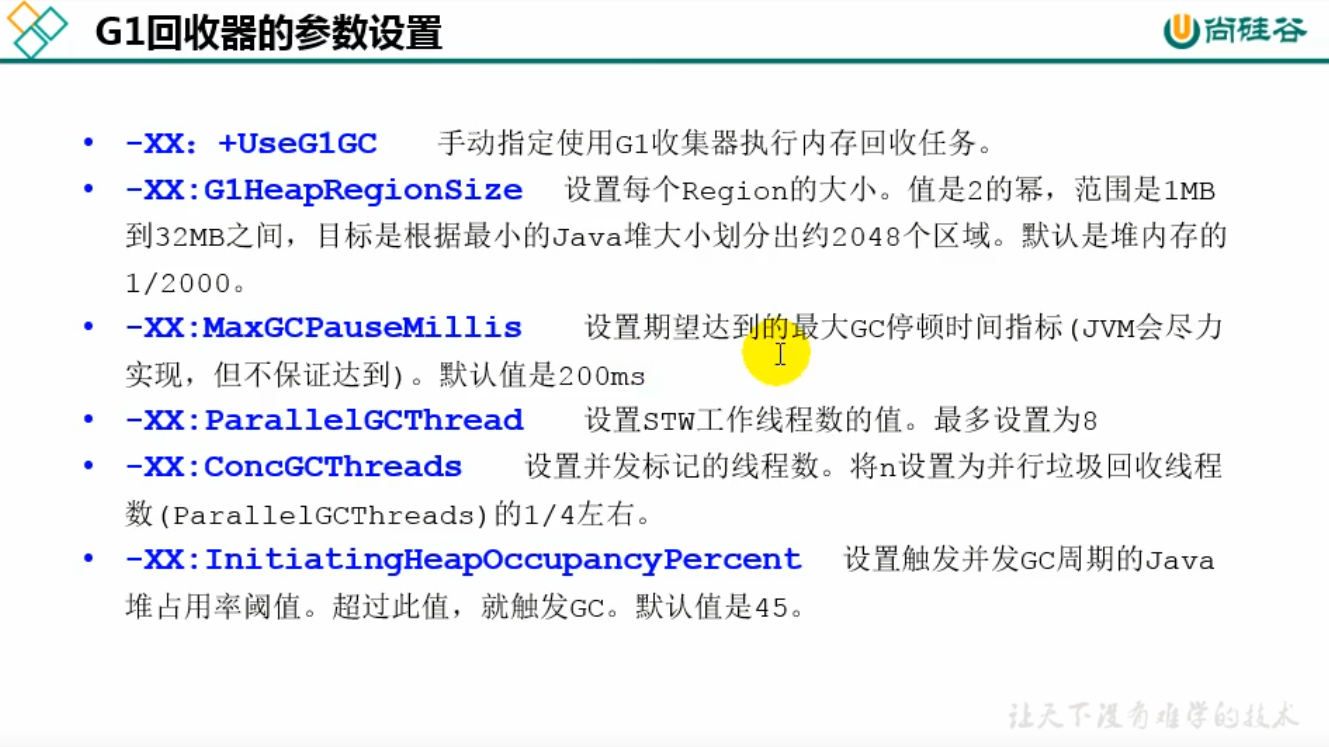 G1回收器的参数设置
尚硅谷
• -XX：+UseG1GC 手动指定使用G1收集器执行内存回收任务。
• -XX:G1HeapRegionSize 设置每个Region的大小。值是2的幂，范围是1MB
到32MB之间，目标是根据最小的Java堆大小划分出约2048个区域。默认是堆内存的
1/2000。
• -XX:MaxGCPauseMillis 设置期望达到的最大GC停顿时间指标(JVM会尽力
实现，但不保证达到)。默认值是200ms
• -XX:ParallelGCThread 设置STW工作线程数的值。最多设置为8
• -XX:ConcGCThreads 设置并发标记的线程数。将n设置为并行垃圾回收线程
数(ParallelGCThreads)的1/4左右。
• -XX:InitiatingHeapOccupancyPercent 设置触发并发GC周期的Java
堆占用率阈值。超过此值，就触发GC。默认值是45。
让天下没有难学的技术